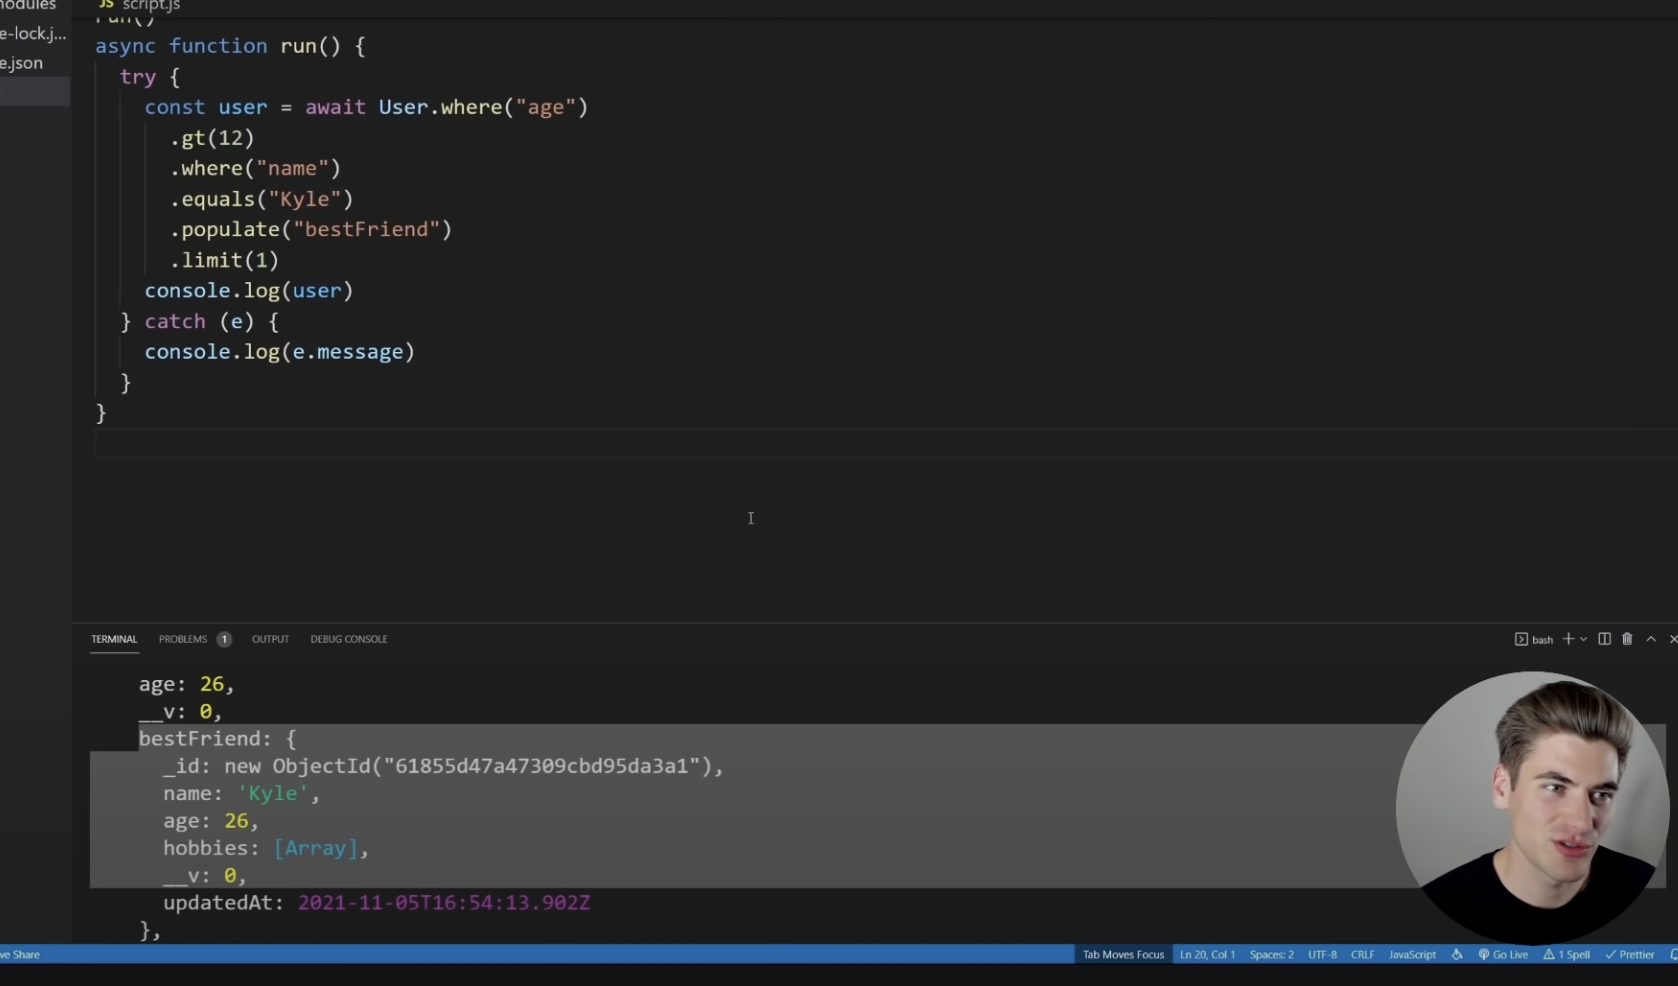 odules
JS script.js
e-lock.j...
e.json
run()
async function run() {
try {
const user = await User.where("age")
.gt(12)
.where("name")
.equals("Kyle")
.populate("bestFriend")
.limit(1)
console.log(user)
} catch (e) {
console.log(e.message)
}
}
TERMINAL PROBLEMS 1 OUTPUT DEBUG CONSOLE bash
age: 26,
__v: 0,
bestFriend: {
_id: new ObjectId("61855d47a47309cbd95da3a1"),
name: 'Kyle',
age: 26,
hobbies: [Array],
__v: 0,
updatedAt: 2021-11-05T16:54:13.902Z
},
ve Share Tab Moves Focus Ln 20, Col 1 Spaces: 2 UTF-8 CRLF JavaScript Go Live 1 Spell Prettier